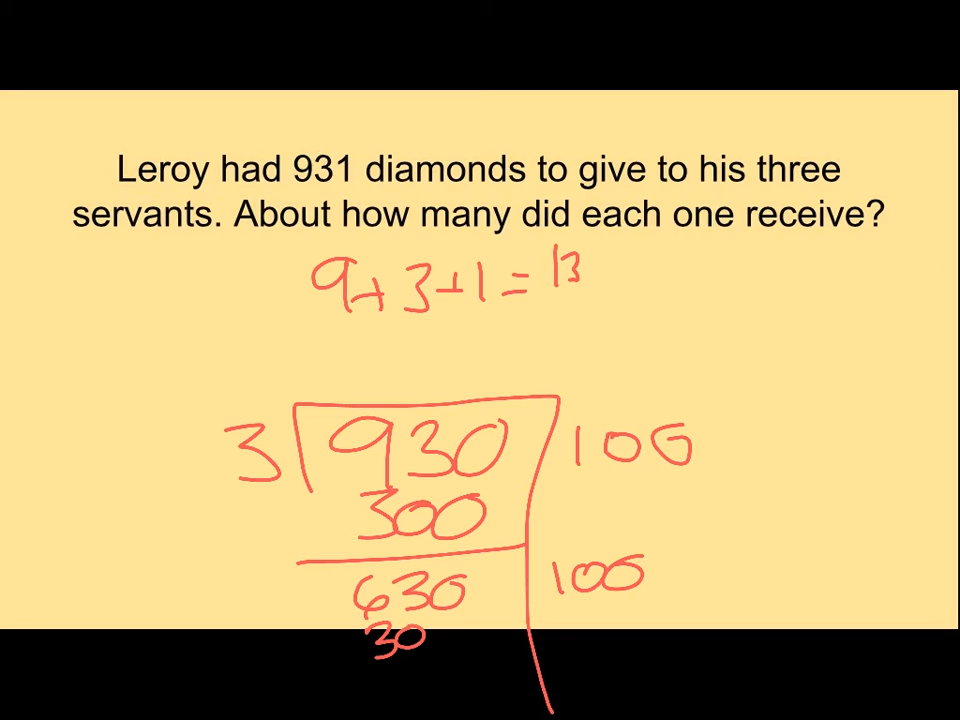 Leroy had 931 diamonds to give to his three
servants. About how many did each one receive?
9+3+1=13
3 930 100
300
630 100
30